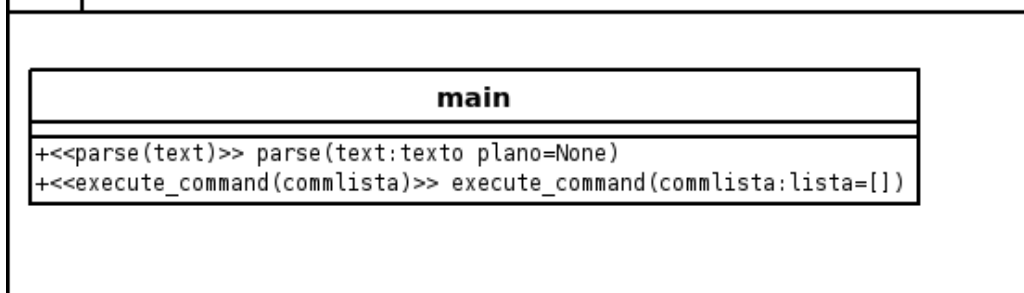 main
+<<parse(text)>> parse(text:texto plano=None)
+<<execute_command(commlista)>> execute_command(commlista:lista=[])